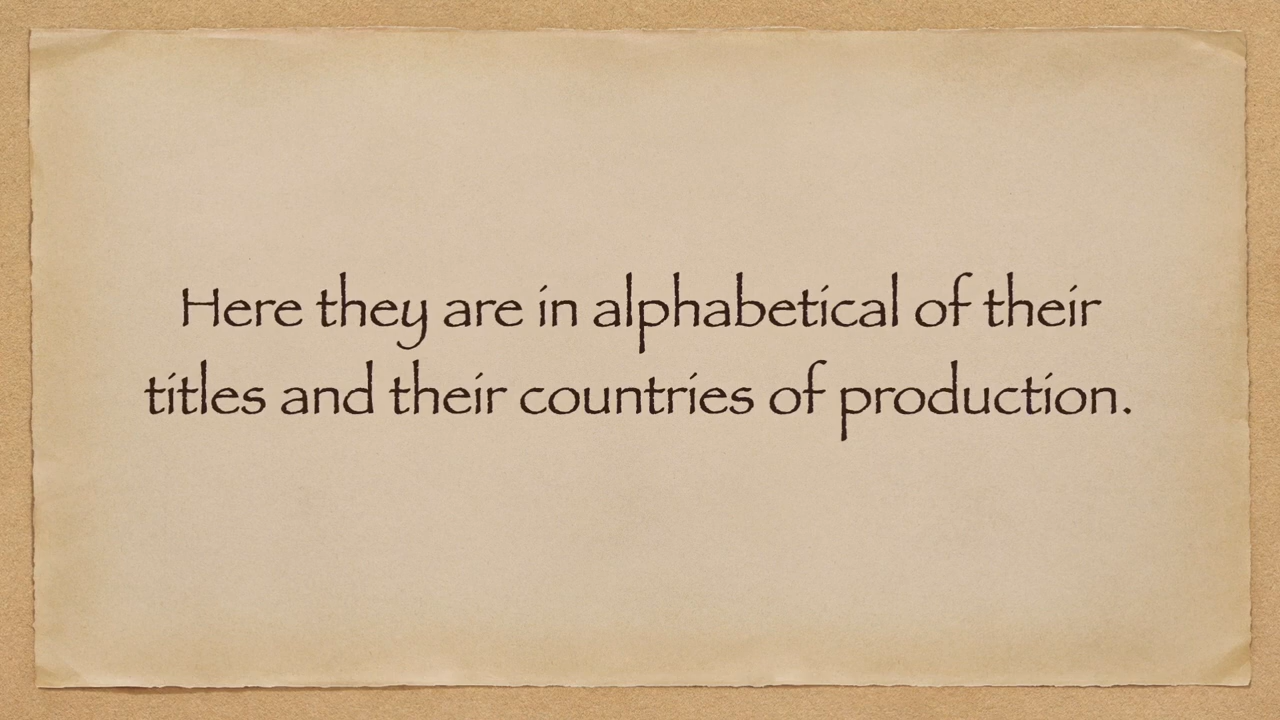 Here they are in alphabetical of their
titles and their countries of production.